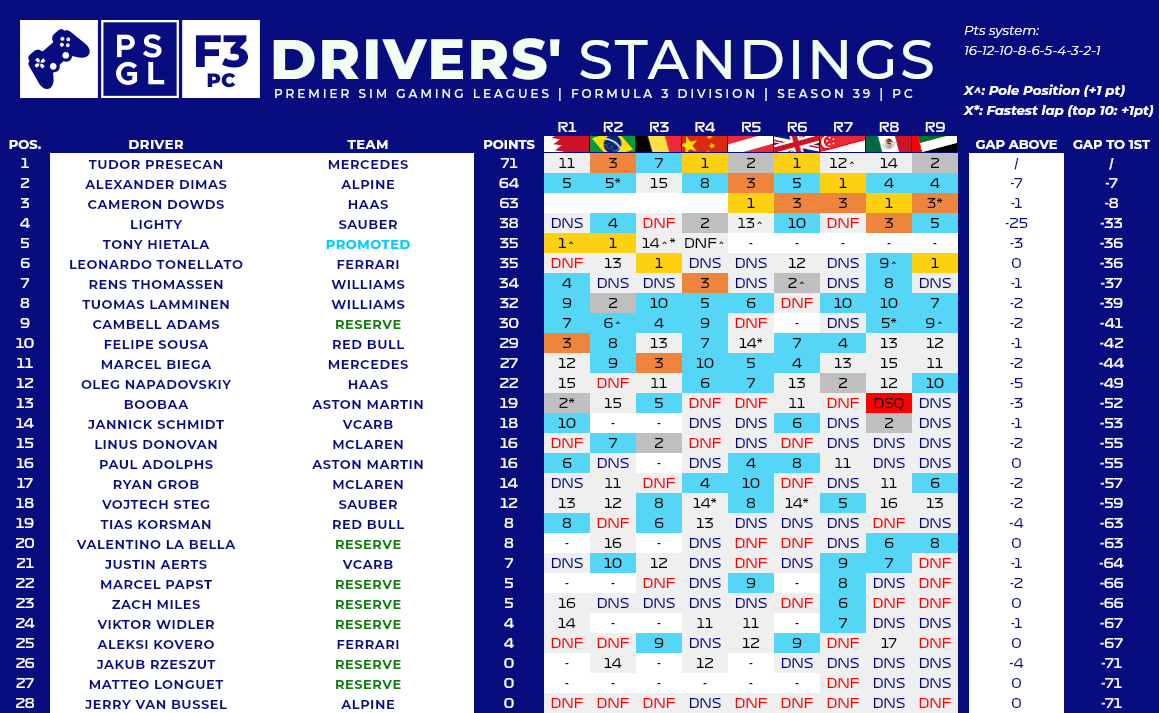 PS
GL
F3
PC
DRIVERS' STANDINGS
PREMIER SIM GAMING LEAGUES | FORMULA 3 DIVISION | SEASON 39 | PC
Pts system:
16-12-10-8-6-5-4-3-2-1
X^: Pole Position (+1 pt)
X*: Fastest lap (top 10: +1pt)
R1 R2 R3 R4 R5 R6 R7 R8 R9
POS. DRIVER TEAM POINTS GAP ABOVE GAP TO 1ST
1 TUDOR PRESECAN MERCEDES 71 11 3 7 1 2 1 12^ 14 2 / /
2 ALEXANDER DIMAS ALPINE 64 5 5* 15 8 3 5 1 4 4 -7 -7
3 CAMERON DOWDS HAAS 63 1 3 3 1 3* -1 -8
4 LIGHTY SAUBER 38 DNS 4 DNF 2 13^ 10 DNF 3 5 -25 -33
5 TONY HIETALA PROMOTED 35 1^ 1 14^* DNF^ - - - - - -3 -36
6 LEONARDO TONELLATO FERRARI 35 DNF 13 1 DNS DNS 12 DNS 9^ 1 0 -36
7 RENS THOMASSEN WILLIAMS 34 4 DNS DNS 3 DNS 2^ DNS 8 DNS -1 -37
8 TUOMAS LAMMINEN WILLIAMS 32 9 2 10 5 6 DNF 10 10 7 -2 -39
9 CAMBELL ADAMS RESERVE 30 7 6^ 4 9 DNF - DNS 5* 9^ -2 -41
10 FELIPE SOUSA RED BULL 29 3 8 13 7 14* 7 4 13 12 -1 -42
11 MARCEL BIEGA MERCEDES 27 12 9 3 10 5 4 13 15 11 -2 -44
12 OLEG NAPADOVSKIY HAAS 22 15 DNF 11 6 7 13 2 12 10 -5 -49
13 BOOBAA ASTON MARTIN 19 2* 15 5 DNF DNF 11 DNF DSQ DNS -3 -52
14 JANNICK SCHMIDT VCARB 18 10 - - DNS DNS 6 DNS 2 DNS -1 -53
15 LINUS DONOVAN MCLAREN 16 DNF 7 2 DNF DNS DNS DNS DNS DNS -2 -55
16 PAUL ADOLPHS ASTON MARTIN 16 6 DNS - DNS 4 8 11 DNS DNS 0 -55
17 RYAN GROB MCLAREN 14 DNS 11 DNF 4 10 DNF DNS 11 6 -2 -57
18 VOJTECH STEG SAUBER 12 13 12 8 14* 8 14* 5 16 13 -2 -59
19 TIAS KORSMAN RED BULL 8 8 DNF 6 13 DNS DNS DNS DNF DNS -4 -63
20 VALENTINO LA BELLA RESERVE 8 - 16 - DNS DNF DNF DNS 6 8 0 -63
21 JUSTIN AERTS VCARB 7 DNS 10 12 DNS DNS DNS 9 7 DNF -1 -64
22 MARCEL PAPST RESERVE 5 - - DNF DNS 9 - 8 DNS DNF -2 -66
23 ZACH MILES RESERVE 5 16 DNS DNS DNS DNS DNF 6 DNF DNF 0 -66
24 VIKTOR WIDLER RESERVE 4 14 - - 11 11 - 7 DNS DNS -1 -67
25 ALEKSI KOVERO FERRARI 4 DNF DNF 9 DNS 12 9 DNF 17 DNF 0 -67
26 JAKUB RZESZUT RESERVE 0 - 14 - 12 - DNS DNS DNS DNS -4 -71
27 MATTEO LONGUET RESERVE 0 - - - - - - DNF DNS DNS 0 -71
28 JERRY VAN BUSSEL ALPINE 0 DNF DNF DNF DNS DNF DNF DNS DNS DNS 0 -71